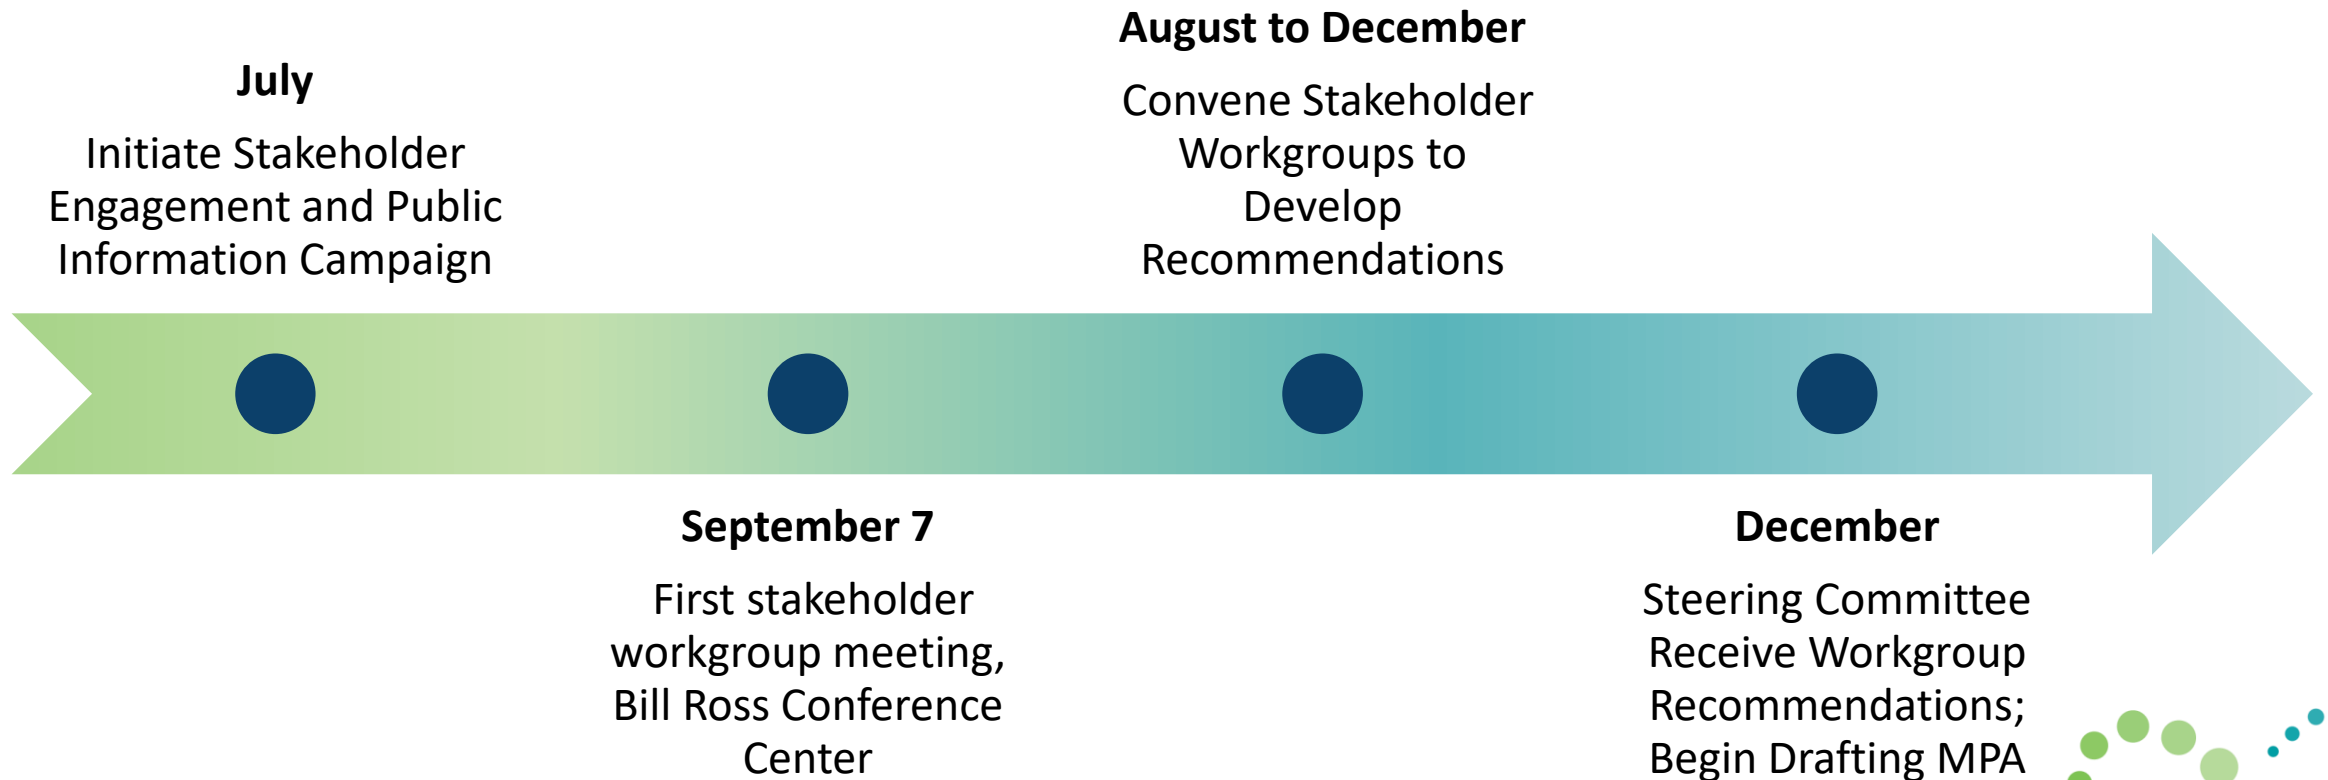 July
Initiate Stakeholder
Engagement and Public
Information Campaign
September 7
First stakeholder
workgroup meeting,
Bill Ross Conference
Center
August to December
Convene Stakeholder
Workgroups to
Develop
Recommendations
December
Steering Committee
Receive Workgroup
Recommendations;
Begin Drafting MPA